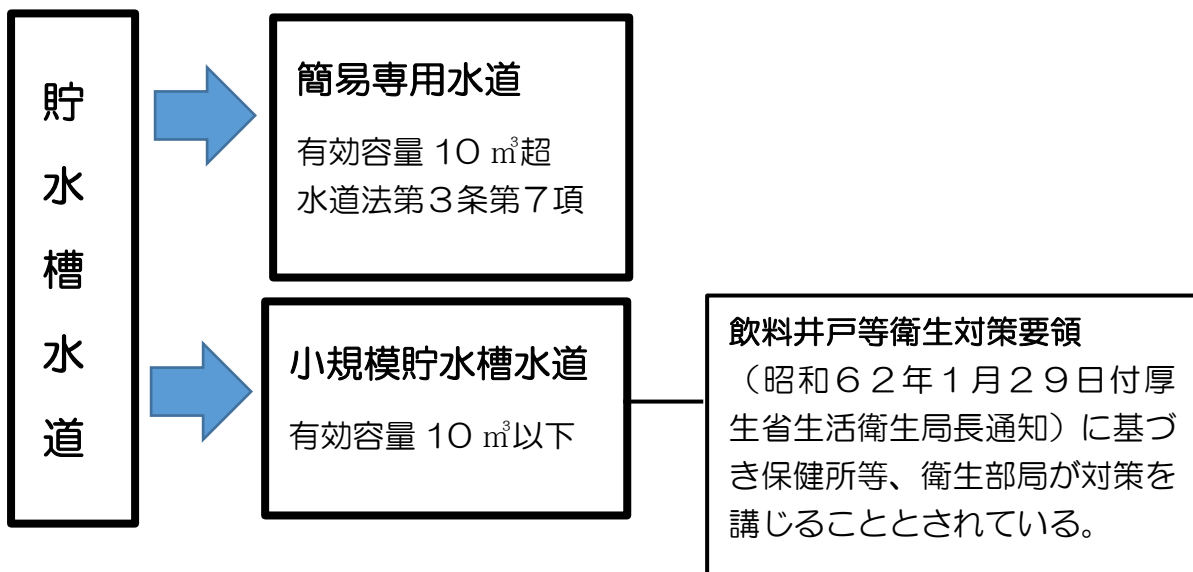 貯水槽水道
簡易専用水道
有効容量 10 ㎥超
水道法第３条第７項
小規模貯水槽水道
有効容量 10 ㎥以下
飲料井戸等衛生対策要領
（昭和６２年１月２９日付厚
生省生活衛生局長通知）に基づ
き保健所等、衛生部局が対策を
講じることとされている。